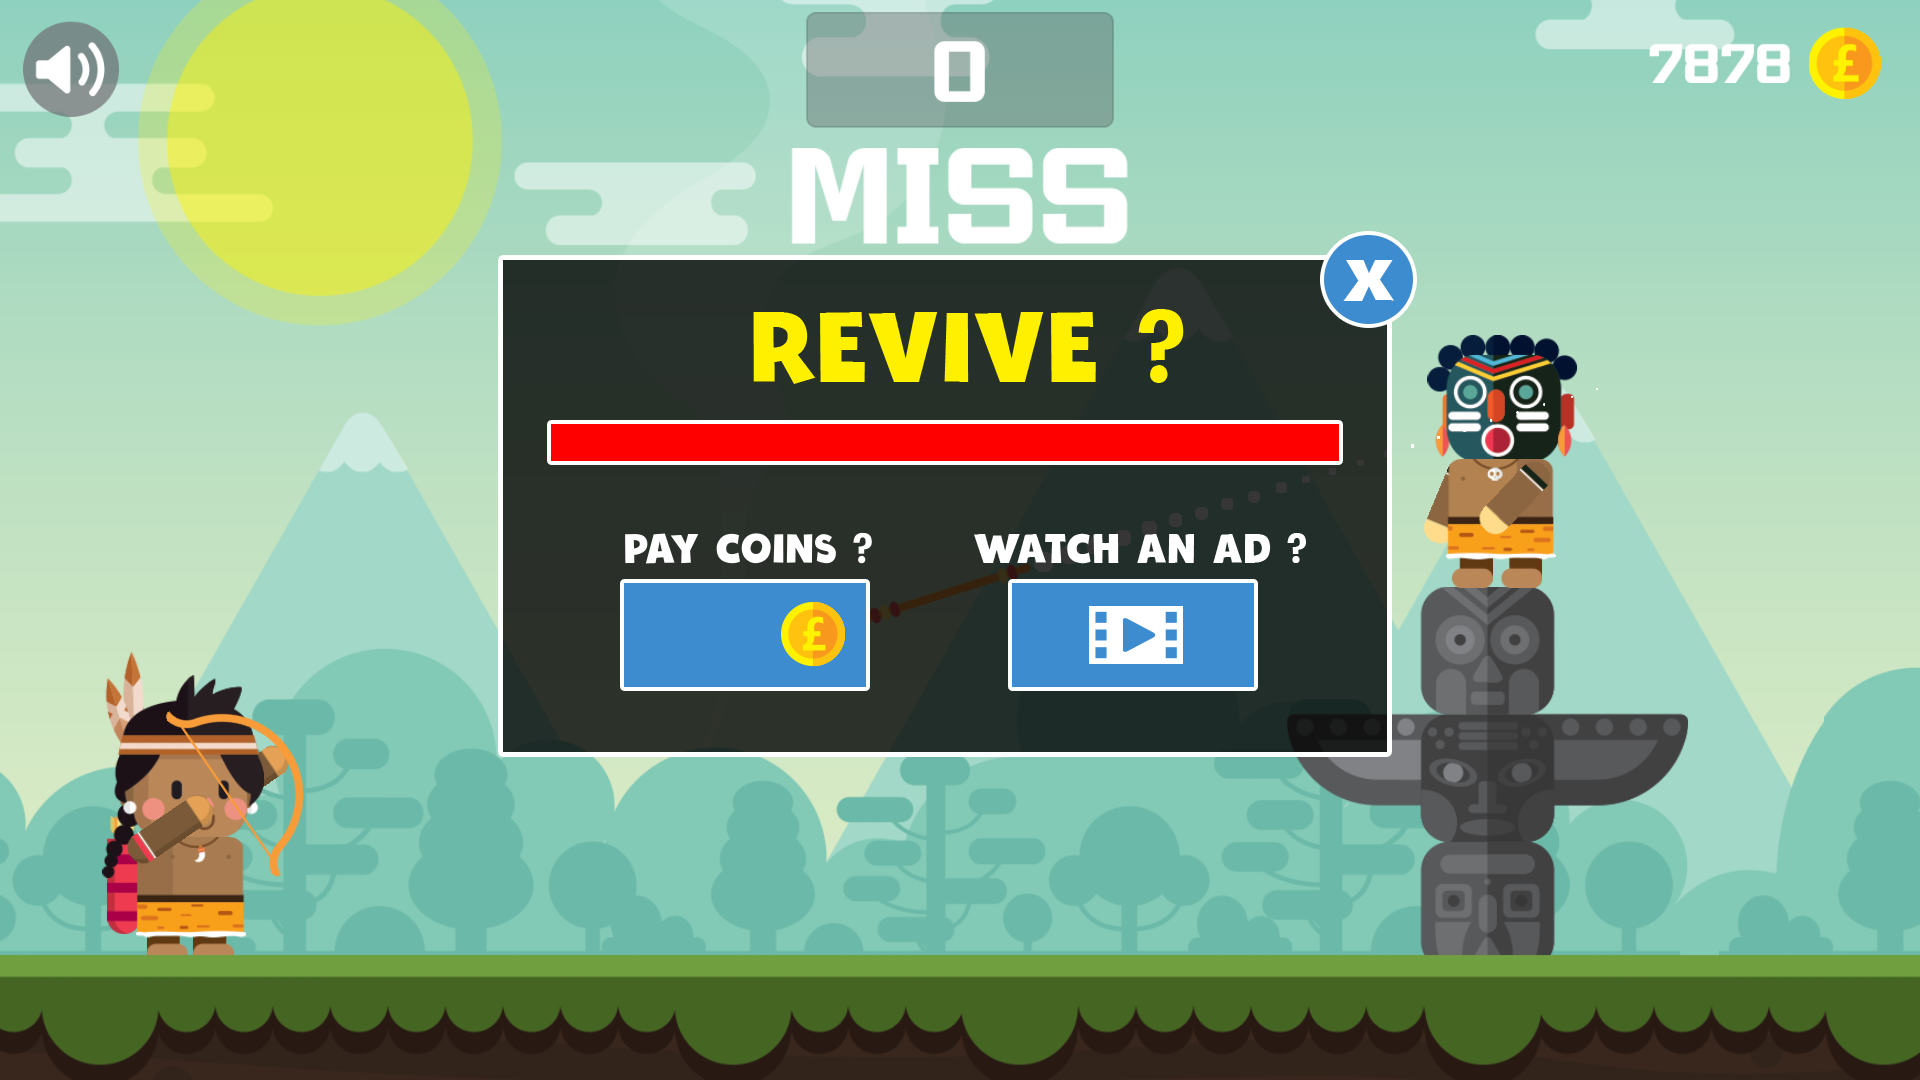 0
7878 £
MISS
X
REVIVE ?
PAY COINS ?
WATCH AN AD ?
£